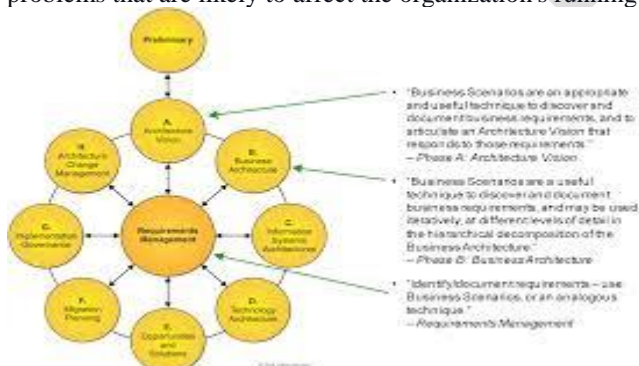 problems that are likely to affect the organization's running
Preliminary
A.
Architecture
Vision
H.
Architecture
Change
Management
B.
Business
Architecture
G.
Implementation
Governance
Requirements
Management
C.
Information
Systems
Architectures
F.
Migration
Planning
D.
Technology
Architecture
E.
Opportunities
and
Solutions
• "Business Scenarios are an appropriate
and useful technique to discover and
document business requirements, and to
articulate an Architecture Vision that
responds to those requirements."
– Phase A: Architecture Vision
• "Business Scenarios are a useful
technique to discover and document
business requirements, and may be used
iteratively, at different levels of detail in
the hierarchical decomposition of the
Business Architecture."
– Phase B: Business Architecture
• "Identify/document requirements – use
Business Scenarios, or an analogous
technique."
– Requirements Management